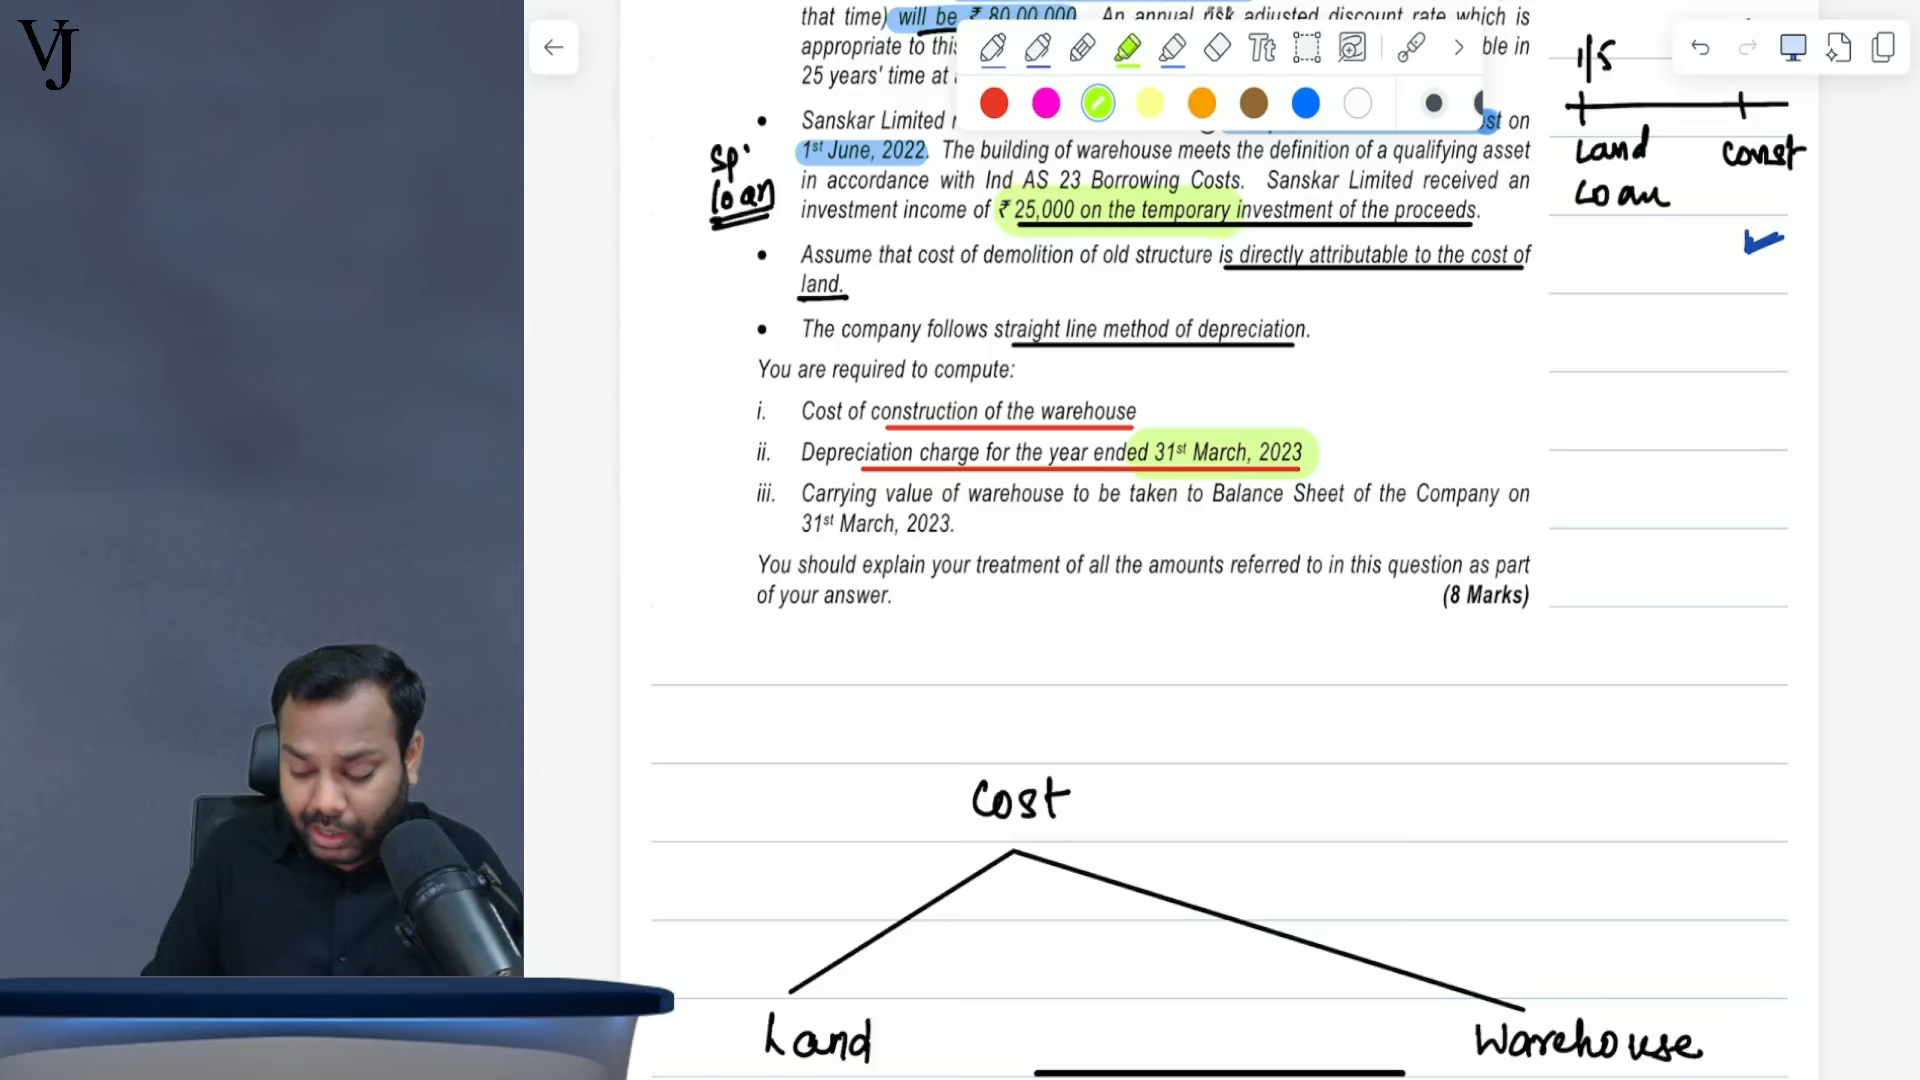 VJ
that time) will be ₹ 80,00,000. An annual risk adjusted discount rate which is
appropriate to this ble in
25 years' time at
Sanskar Limited st on
1st June, 2022. The building of warehouse meets the definition of a qualifying asset
in accordance with Ind AS 23 Borrowing Costs. Sanskar Limited received an
investment income of ₹ 25,000 on the temporary investment of the proceeds.
Sp.
loan
Assume that cost of demolition of old structure is directly attributable to the cost of
land.
The company follows straight line method of depreciation.
You are required to compute:
i. Cost of construction of the warehouse
ii. Depreciation charge for the year ended 31st March, 2023
iii. Carrying value of warehouse to be taken to Balance Sheet of the Company on
31st March, 2023.
You should explain your treatment of all the amounts referred to in this question as part
of your answer. (8 Marks)
1/5
Land const
Loan
Tt
Cost
Land Warehouse